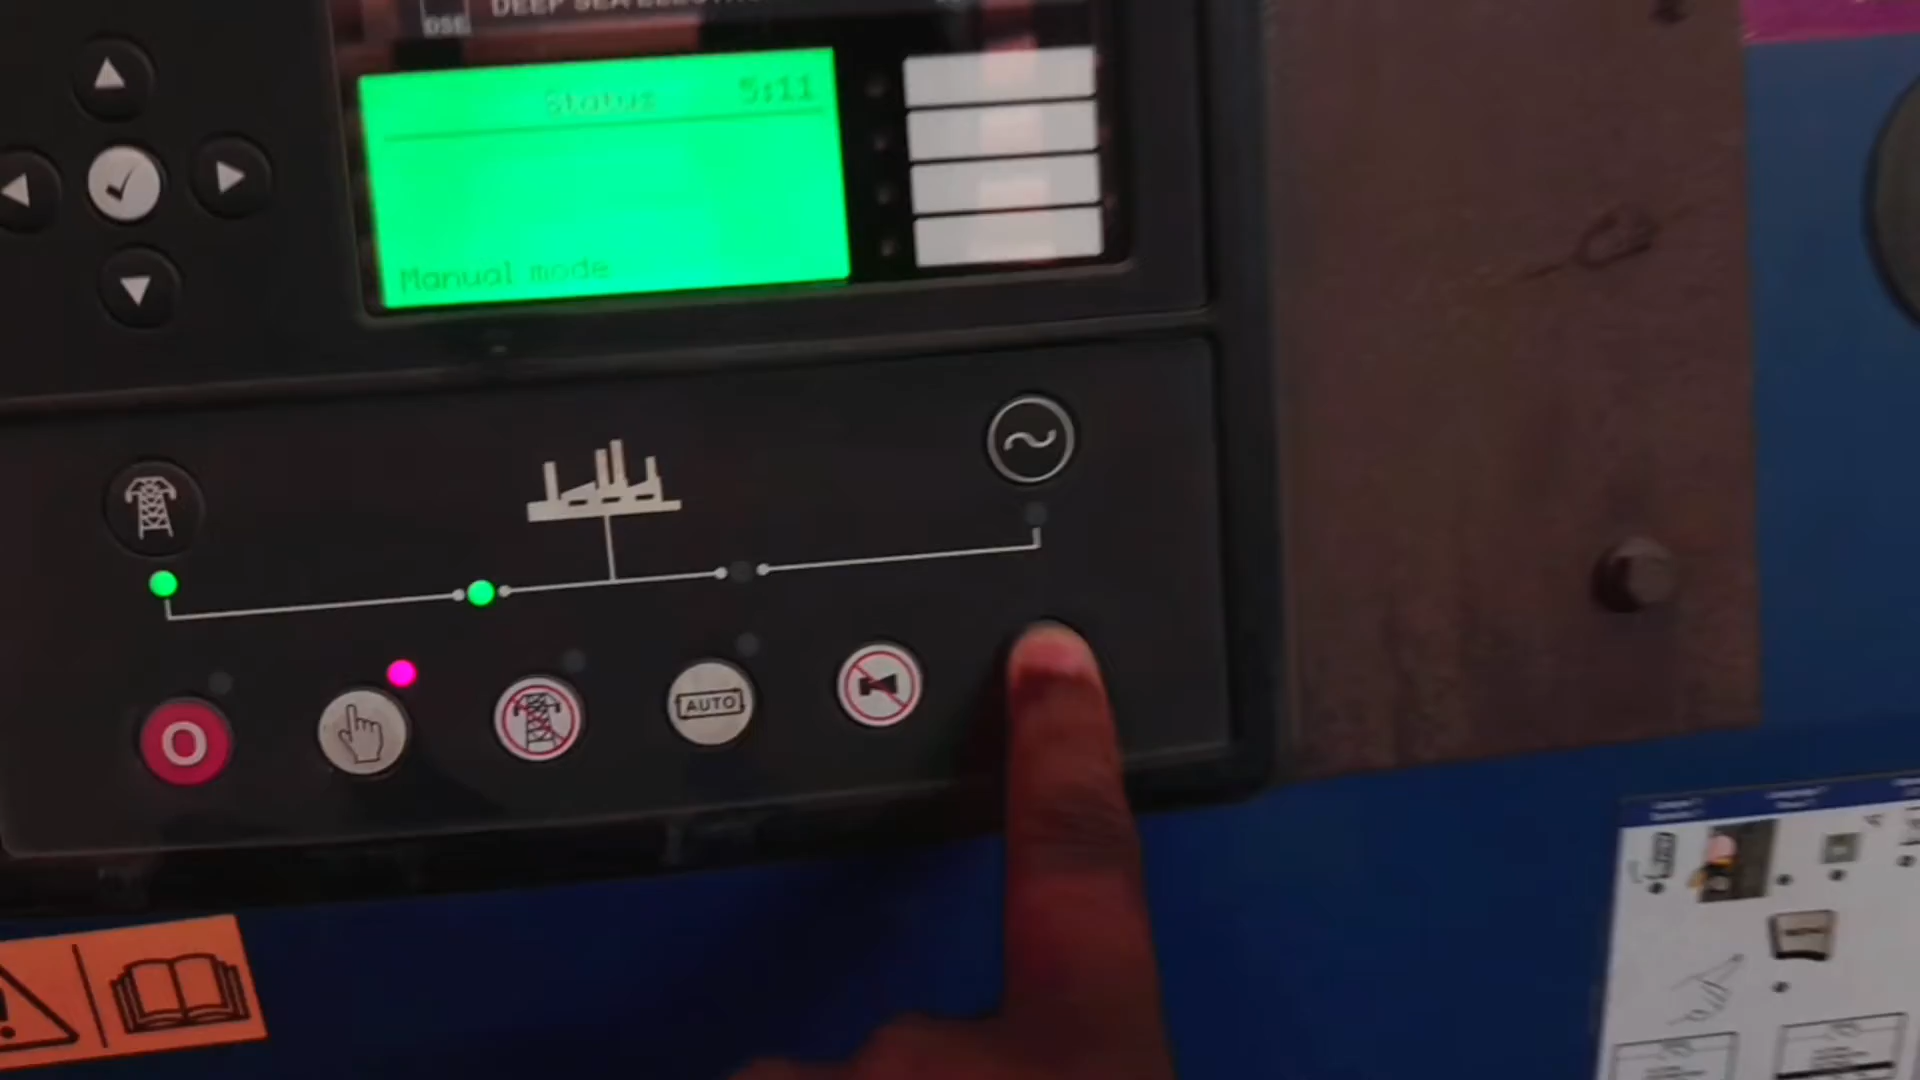 DSE
DEEP SEA ELECTR
Status 5:11
Manual mode
AUTO